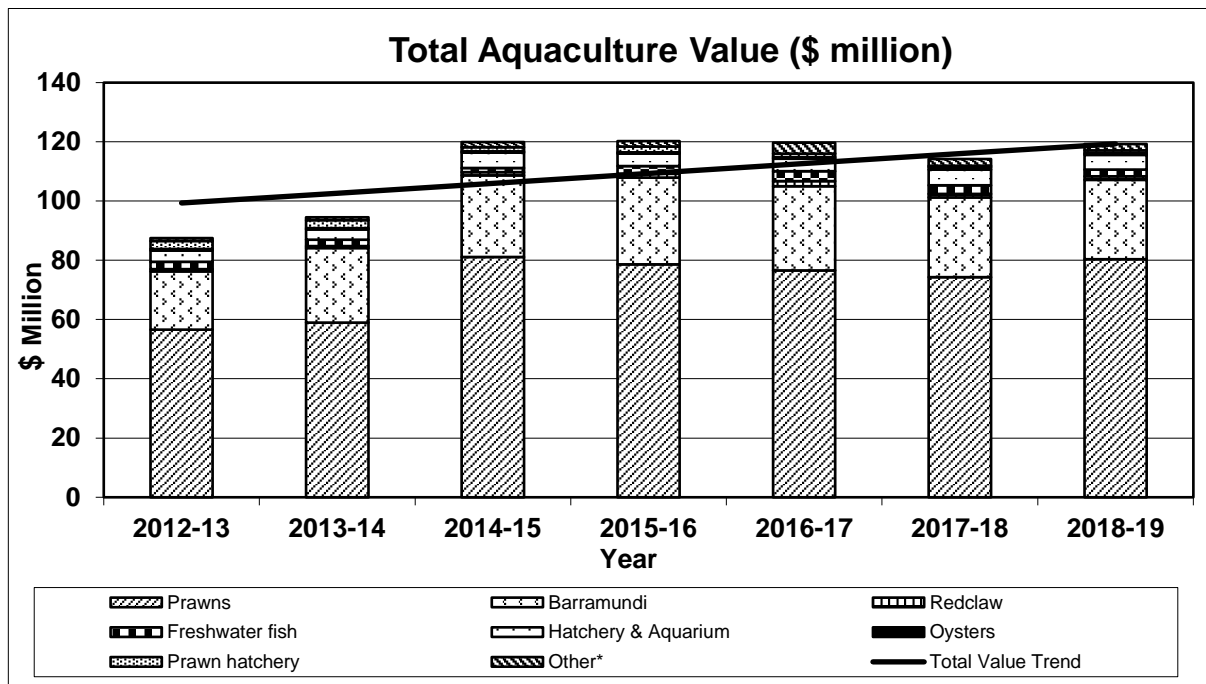 Total Aquaculture Value ($ million)
140
120
100
80
60
40
20
0
$ Million
2012-13 2013-14 2014-15 2015-16 2016-17 2017-18 2018-19
Year
Prawns Barramundi Redclaw
Freshwater fish Hatchery & Aquarium Oysters
Prawn hatchery Other* Total Value Trend